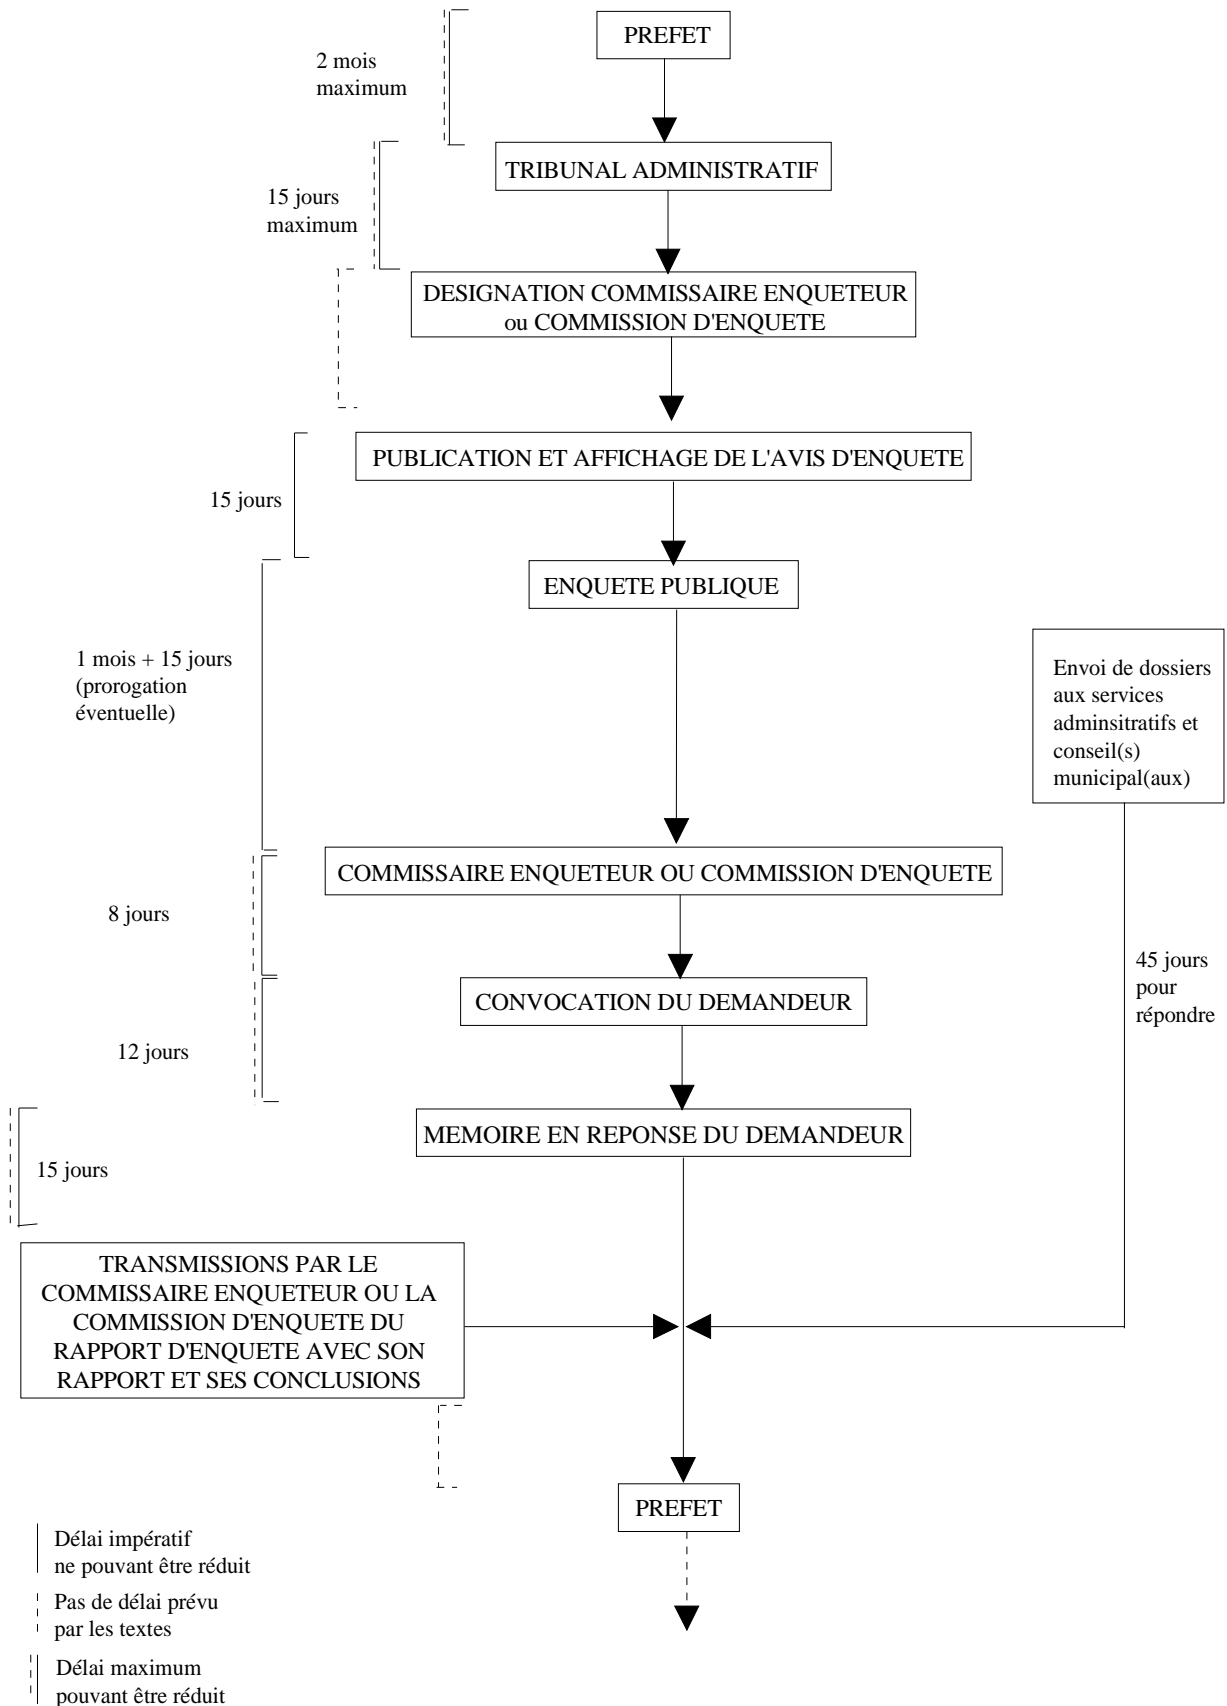 PREFET
2 mois
maximum
TRIBUNAL ADMINISTRATIF
15 jours
maximum
DESIGNATION COMMISSAIRE ENQUETEUR
ou COMMISSION D'ENQUETE
PUBLICATION ET AFFICHAGE DE L'AVIS D'ENQUETE
15 jours
ENQUETE PUBLIQUE
1 mois + 15 jours
(prorogation
éventuelle)
Envoi de dossiers
aux services
adminsitratifs et
conseil(s)
municipal(aux)
COMMISSAIRE ENQUETEUR OU COMMISSION D'ENQUETE
8 jours
45 jours
pour
répondre
CONVOCATION DU DEMANDEUR
12 jours
MEMOIRE EN REPONSE DU DEMANDEUR
15 jours
TRANSMISSIONS PAR LE
COMMISSAIRE ENQUETEUR OU LA
COMMISSION D'ENQUETE DU
RAPPORT D'ENQUETE AVEC SON
RAPPORT ET SES CONCLUSIONS
PREFET
Délai impératif
ne pouvant être réduit
Pas de délai prévu
par les textes
Délai maximum
pouvant être réduit